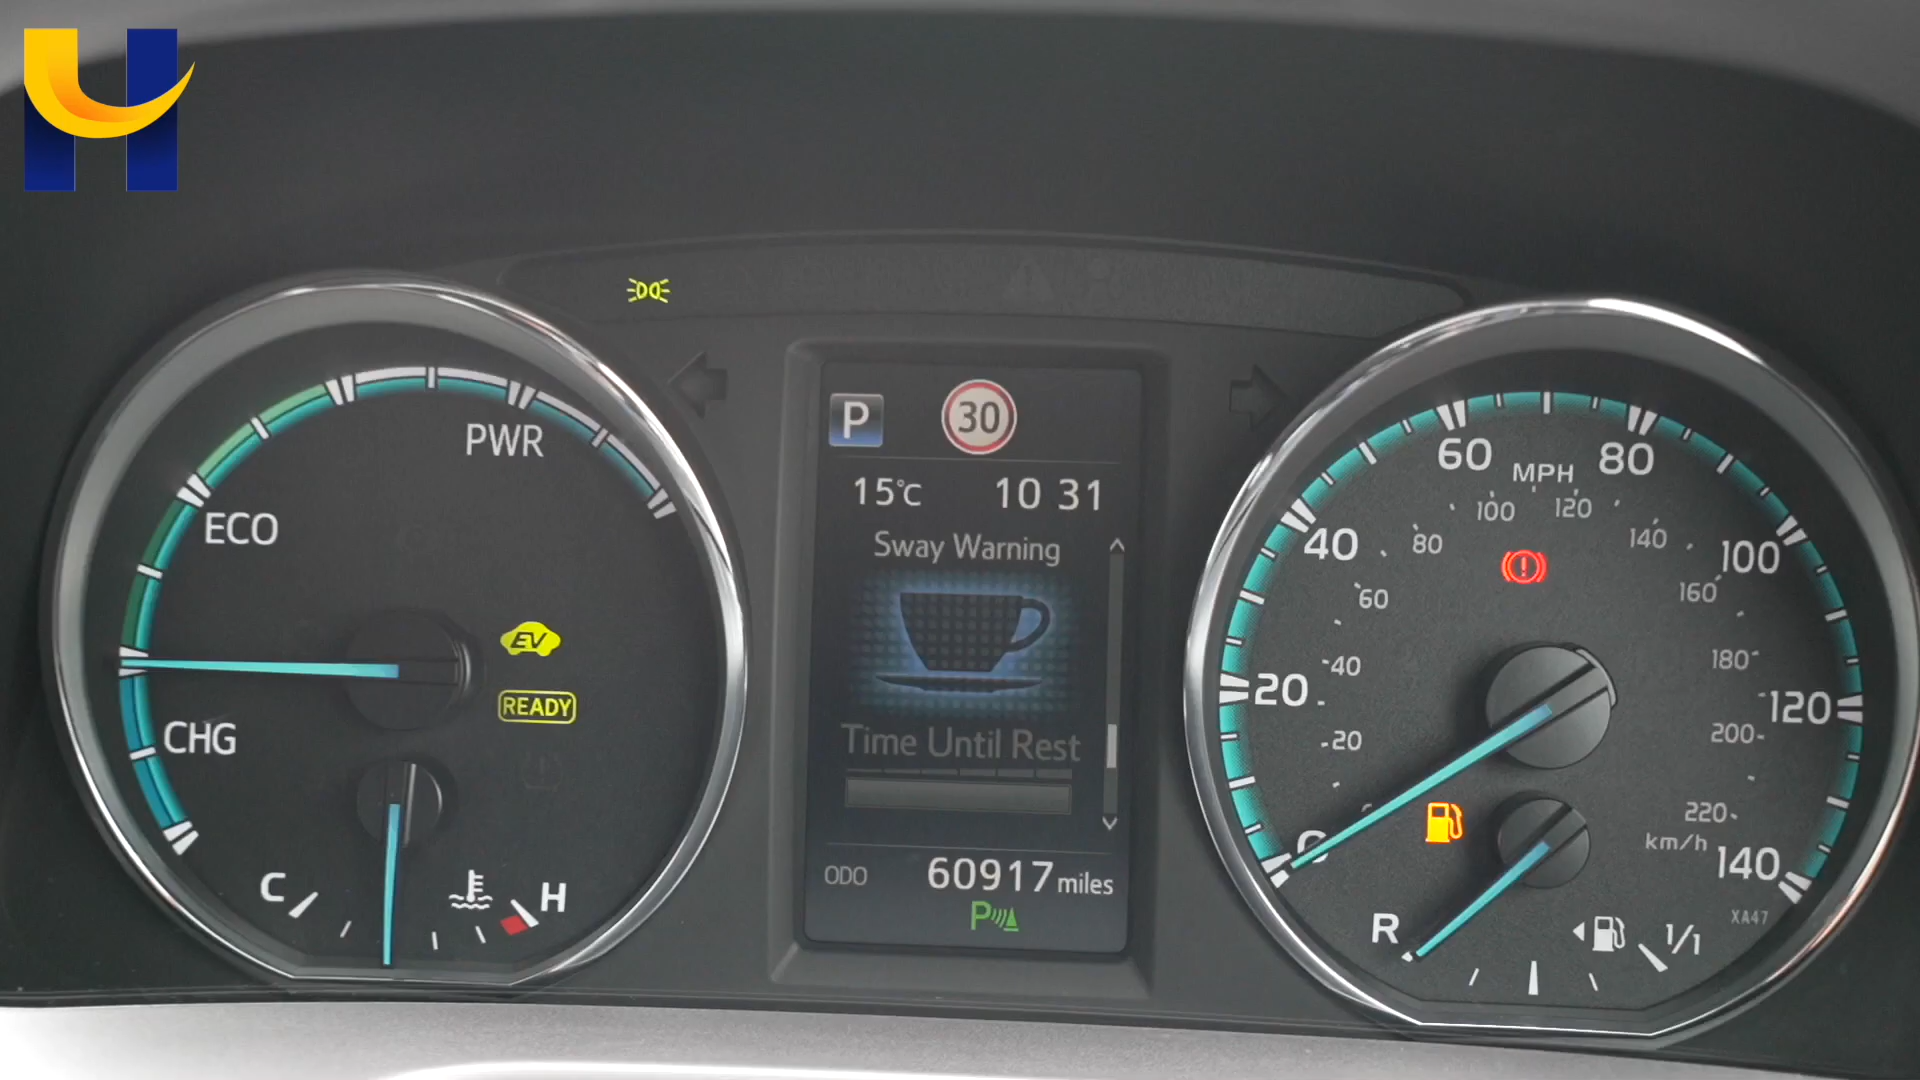 P
30
15°C
10 31
Sway Warning
Time Until Rest
ODO 60917 miles
P
PWR
ECO
CHG
EV
READY
C
H
MPH
20
40
60
80
100
120
140
20
40
60
80
100
120
140
160
180
200
220
km/h
R
1/1
XA47